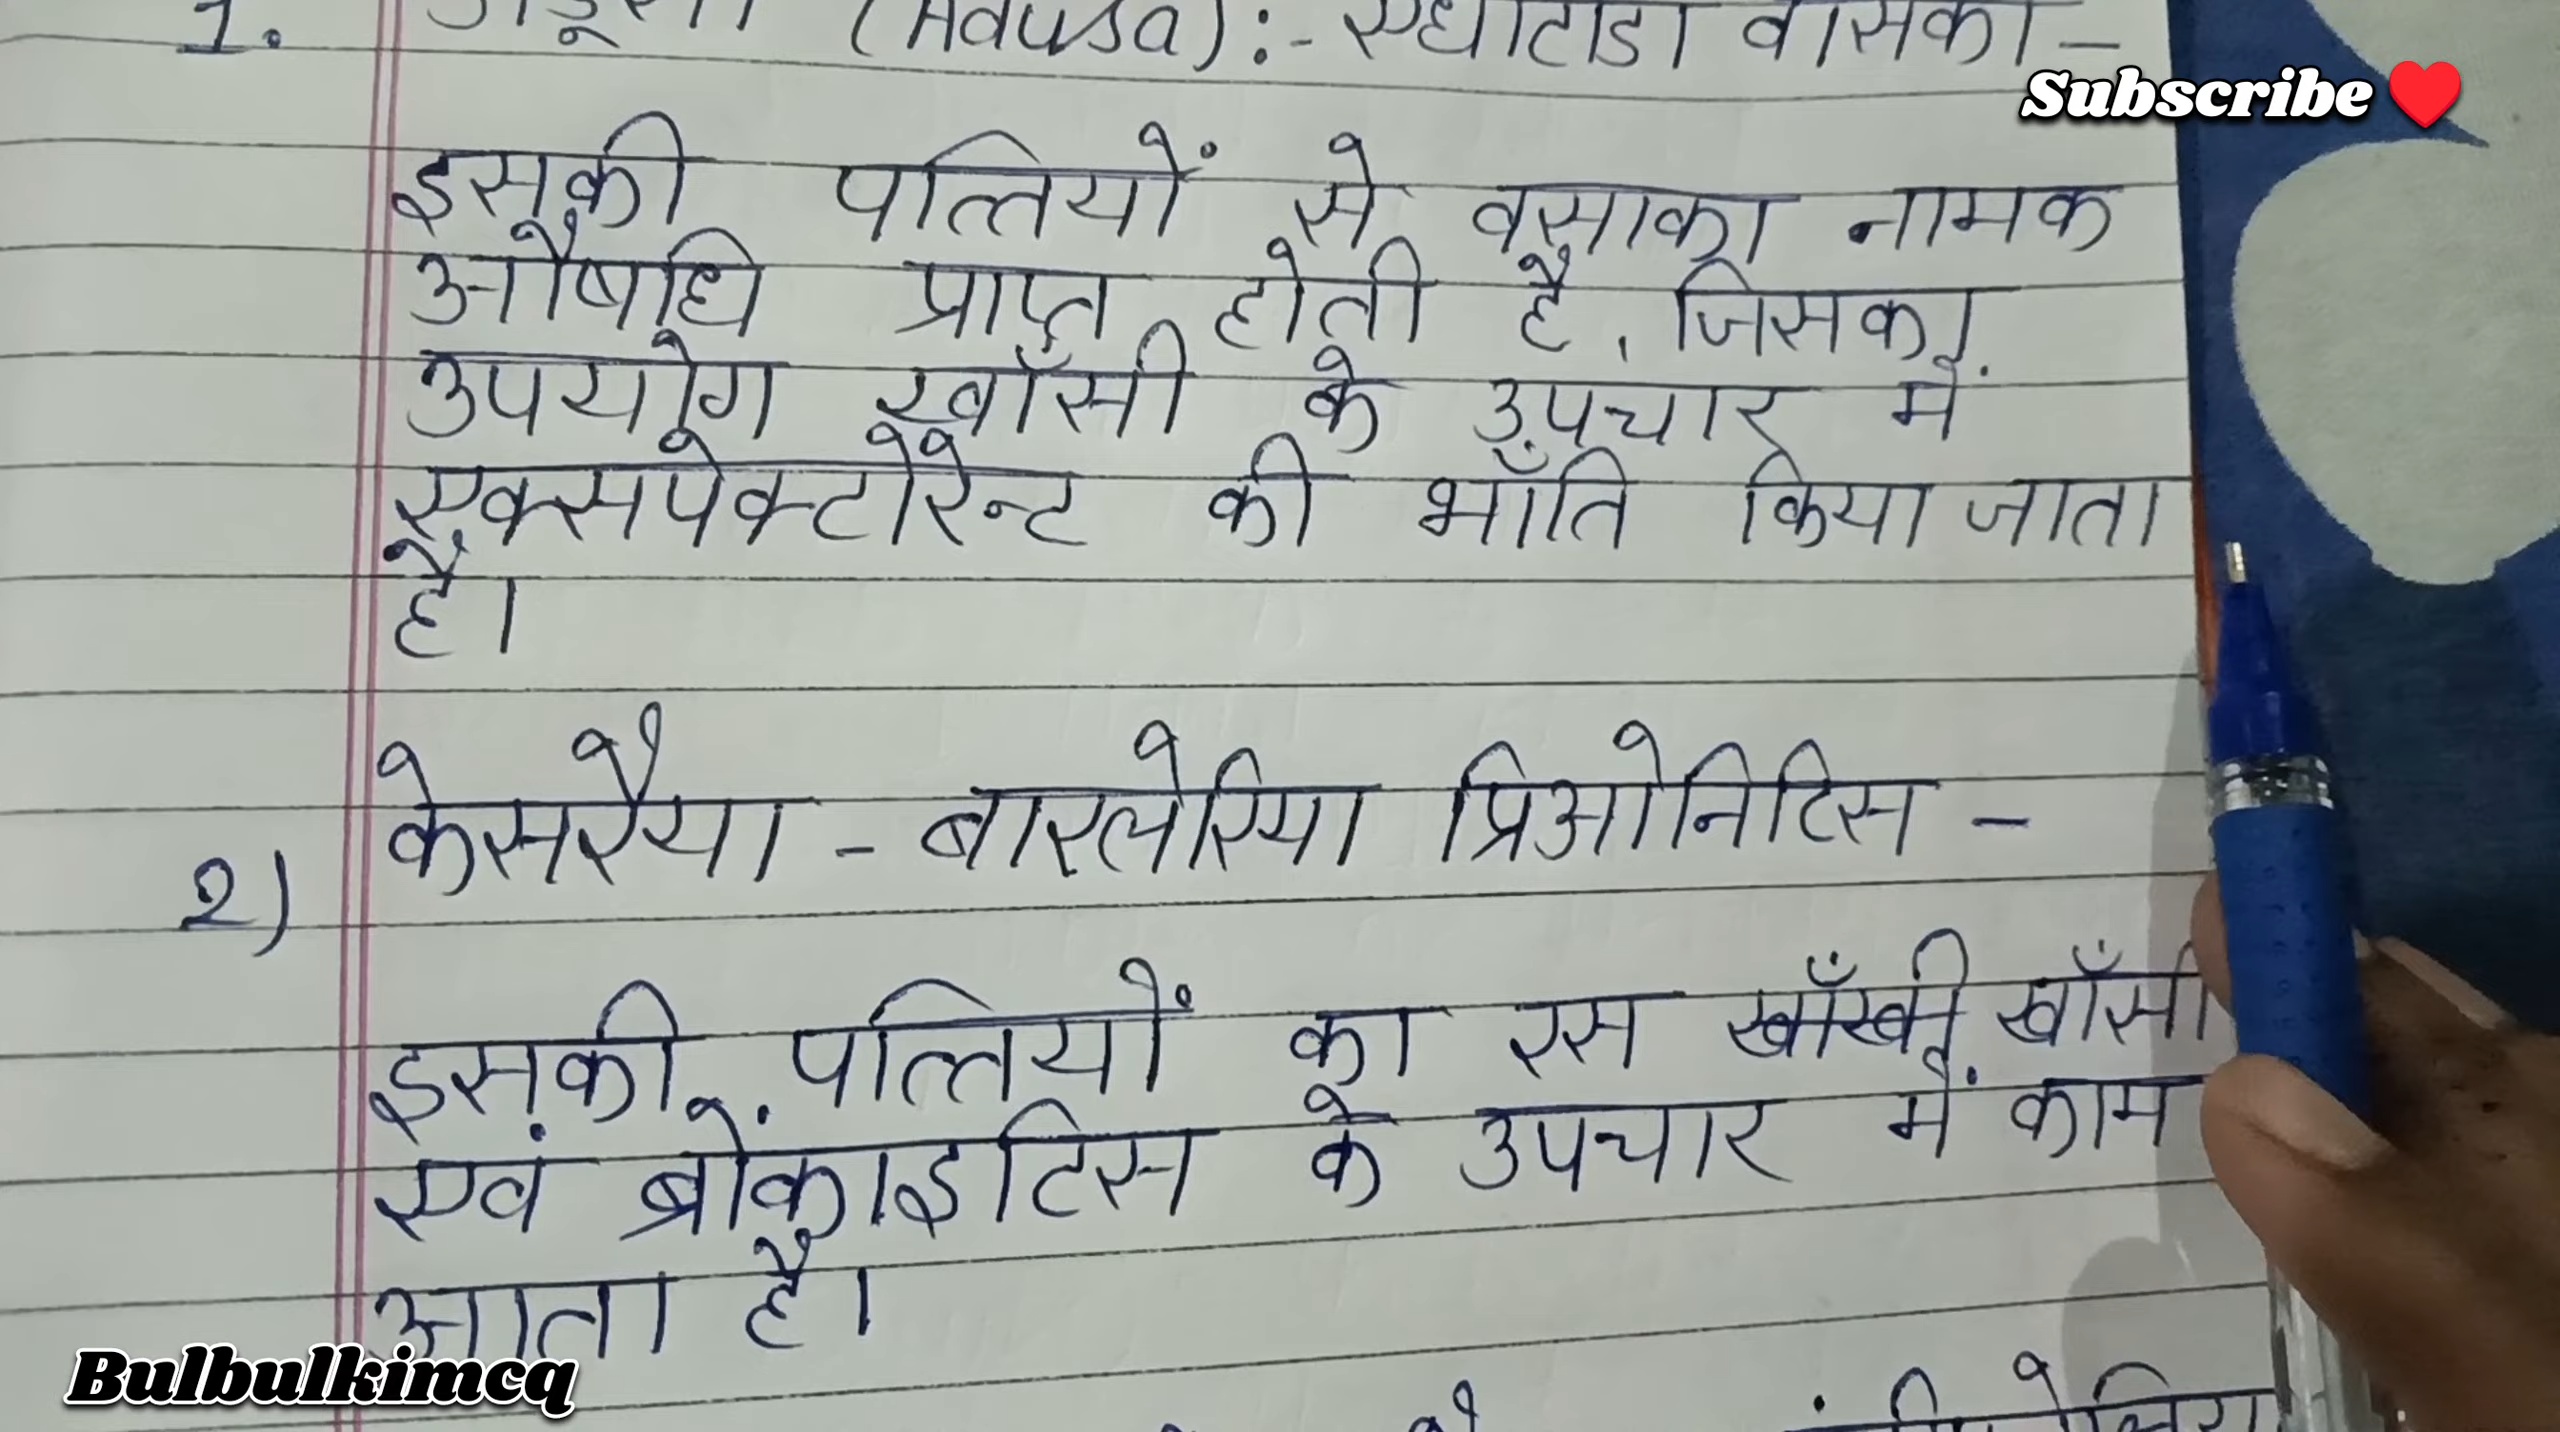 1. अडूसा (Adusa):- एधाटोडा वासिका -
Subscribe
इसकी पत्तियों से वसाका नामक
औषधि प्राप्त होती है, जिसका
उपयोग खाँसी के उपचार में
एक्सपेक्टोरेन्ट की भाँति किया जाता
है।
2) केसरैया - बारलेरिया प्रिओनिटिस -
इसकी पत्तियों का रस खाँसी
एवं ब्रोंकाइटिस के उपचार में काम
आता है।
Bulbulkimcq